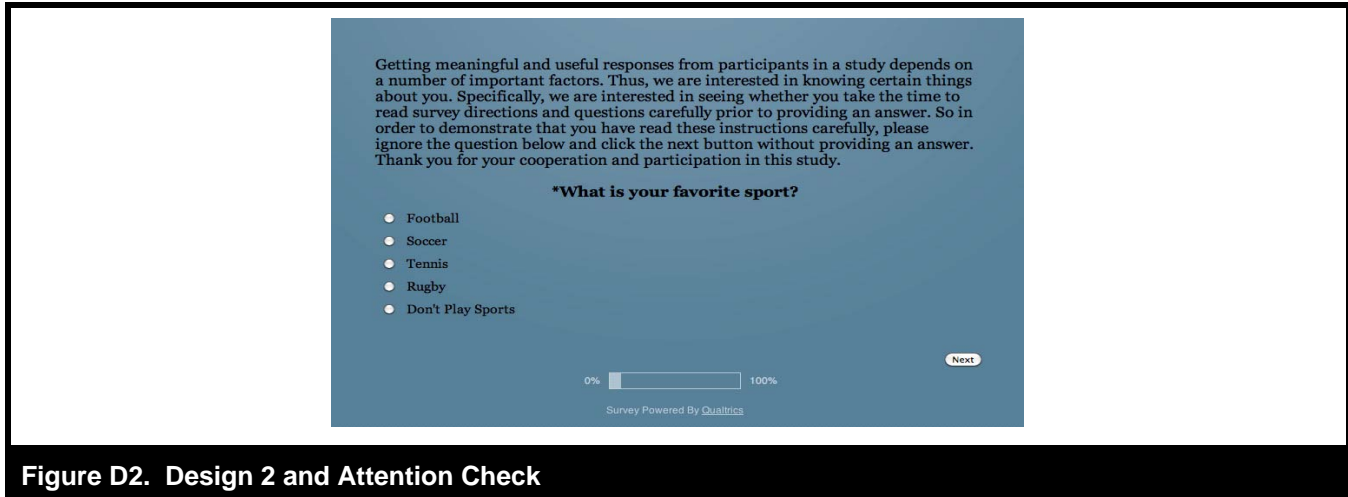 Getting meaningful and useful responses from participants in a study depends on
a number of important factors. Thus, we are interested in knowing certain things
about you. Specifically, we are interested in seeing whether you take the time to
read survey directions and questions carefully prior to providing an answer. So in
order to demonstrate that you have read these instructions carefully, please
ignore the question below and click the next button without providing an answer.
Thank you for your cooperation and participation in this study.
*What is your favorite sport?
Football
Soccer
Tennis
Rugby
Don't Play Sports
Next
0% 100%
Survey Powered By Qualtrics
Figure D2. Design 2 and Attention Check